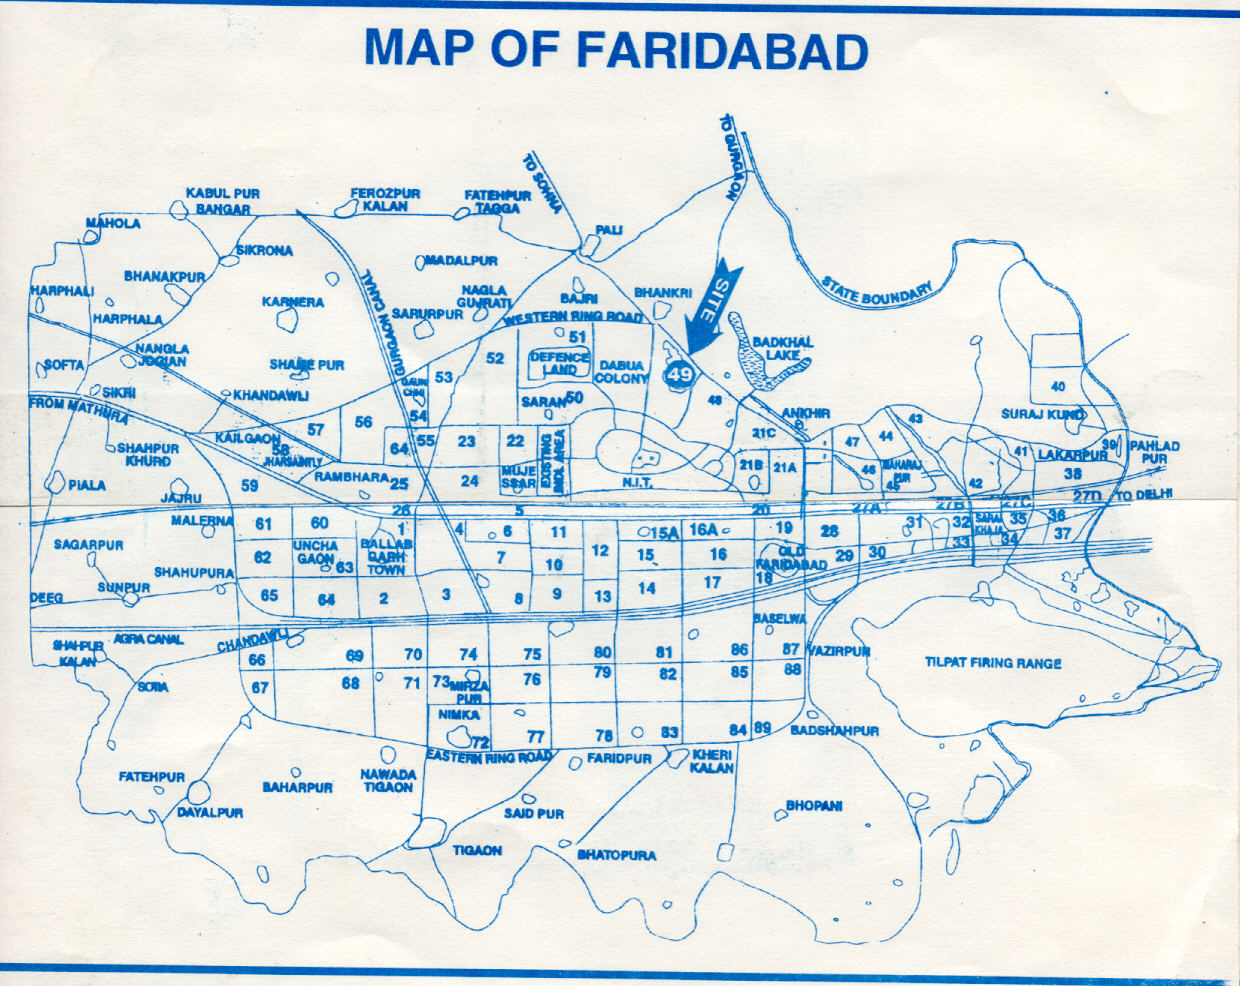 MAP OF FARIDABAD
TO GURGAON
TO SOHNA
KABUL PUR
BANGAR
FEROZPUR
KALAN
FATEHPUR
TAGGA
MAHOLA
PALI
SIKRONA
MADALPUR
BHANAKPUR
HARPHALI
KARNERA
GURGAON CANAL
NAGLA
GUJRATI
BAJRI
BHANKRI
SITE
STATE BOUNDARY
HARPHALA
SARURPUR
WESTERN RING ROAD
51
BADKHAL
LAKE
NANGLA
JOGIAN
SOFTA
52
DEFENCE
LAND
DABUA
COLONY
49
53
40
SIKRI
KHANDAWLI
SARAN
50
48
FROM MATHURA
54
ANKHIR
43
SURAJ KUND
KAILGAON
57
56
58
64
55
23
22
EXISTING
INDL AREA
21C
47
44
41
39
PAHLAD
PUR
LAKARPUR
SHAHPUR
KHURD
RAMBHARA
21B
21A
46
MAHARAJ
PUR
45
38
PIALA
JAJRU
59
25
24
MUJE
SSAR
N.I.T.
42
27D
TO DELHI
MALERNA
61
60
26
1
4
5
6
11
15A
16A
20
19
28
27A
31
27B
32
27C
35
36
SARAI
KHAJA
34
33
37
SAGARPUR
62
UNCHA
GAON
63
BALLAB
GARH
TOWN
7
10
12
15
16
OLD
FARIDABAD
18
29
30
SHAHUPURA
SUNPUR
DEEG
65
64
2
3
8
9
13
14
17
AGRA CANAL
CHANDAWLI
BASELWA
SHAHPUR
KALAN
66
69
70
74
75
80
81
86
87
VAZIRPUR
TILPAT FIRING RANGE
67
68
71
73
MIRZA
PUR
76
79
82
85
88
NIMKA
72
77
78
83
84
89
BADSHAHPUR
EASTERN RING ROAD
FARIDPUR
KHERI
KALAN
FATEHPUR
BAHARPUR
NAWADA
TIGAON
DAYALPUR
SAID PUR
BHOPANI
TIGAON
BHATOPURA